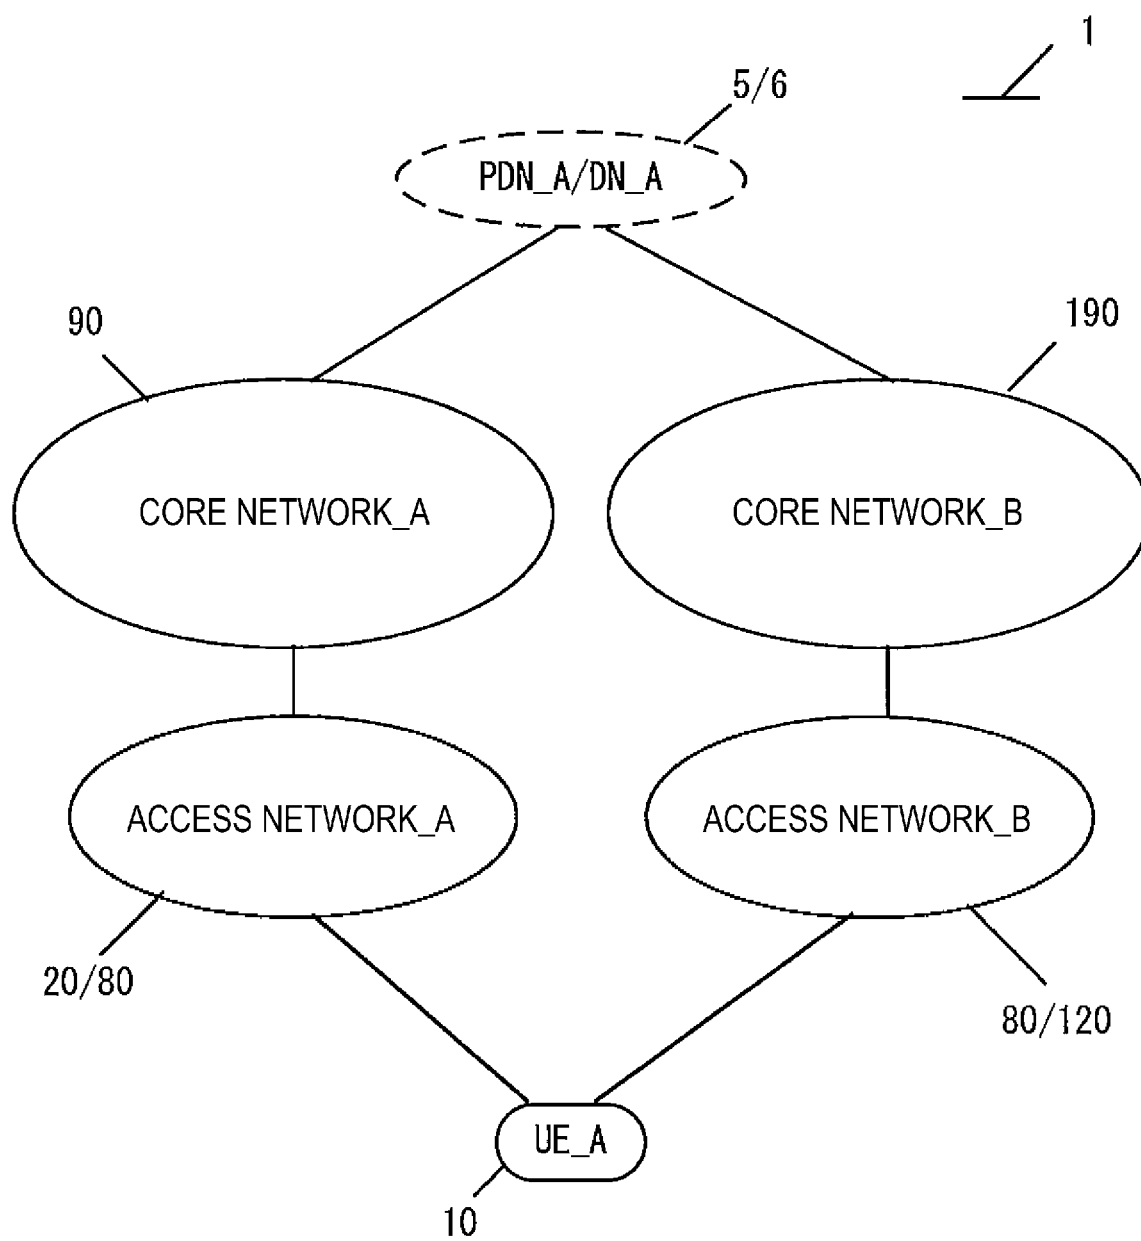 1
5/6
PDN_A/DN_A
90
190
CORE NETWORK_A
CORE NETWORK_B
ACCESS NETWORK_A
ACCESS NETWORK_B
20/80
80/120
UE_A
10